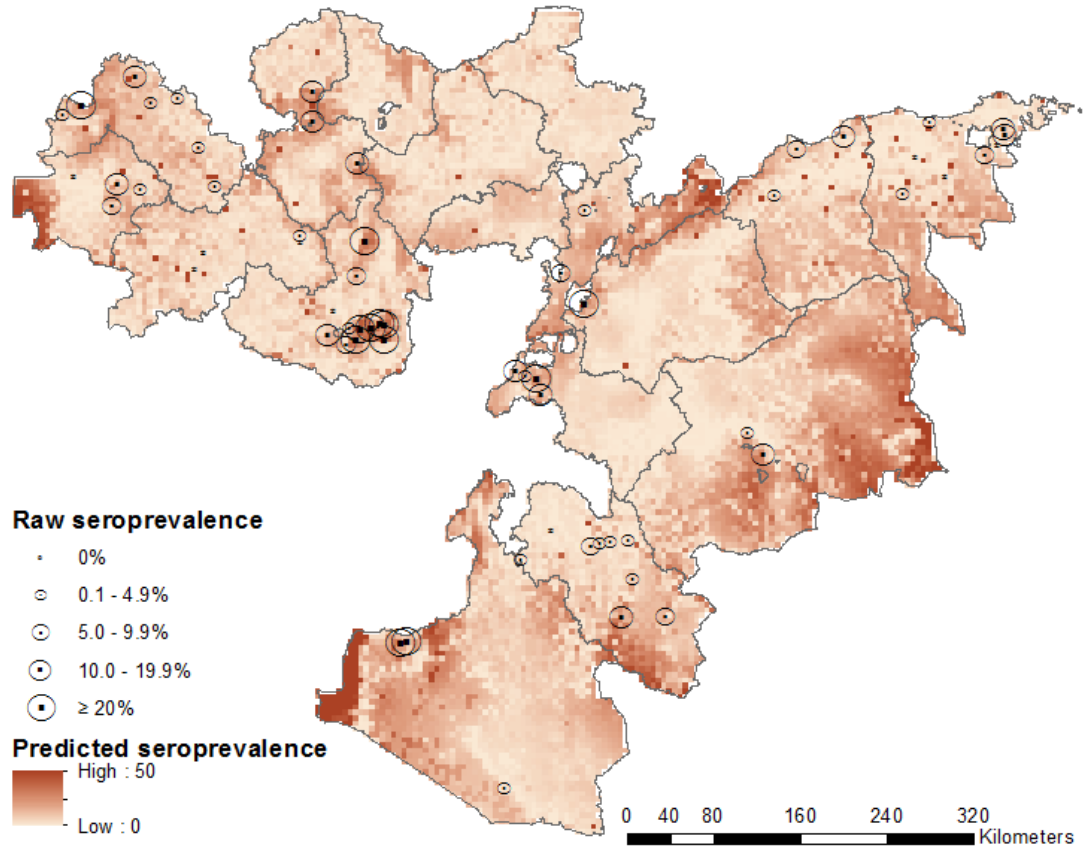 Raw seroprevalence
0%
0.1 - 4.9%
5.0 - 9.9%
10.0 - 19.9%
≥ 20%
Predicted seroprevalence
High : 50
Low : 0
0 40 80 160 240 320
Kilometers